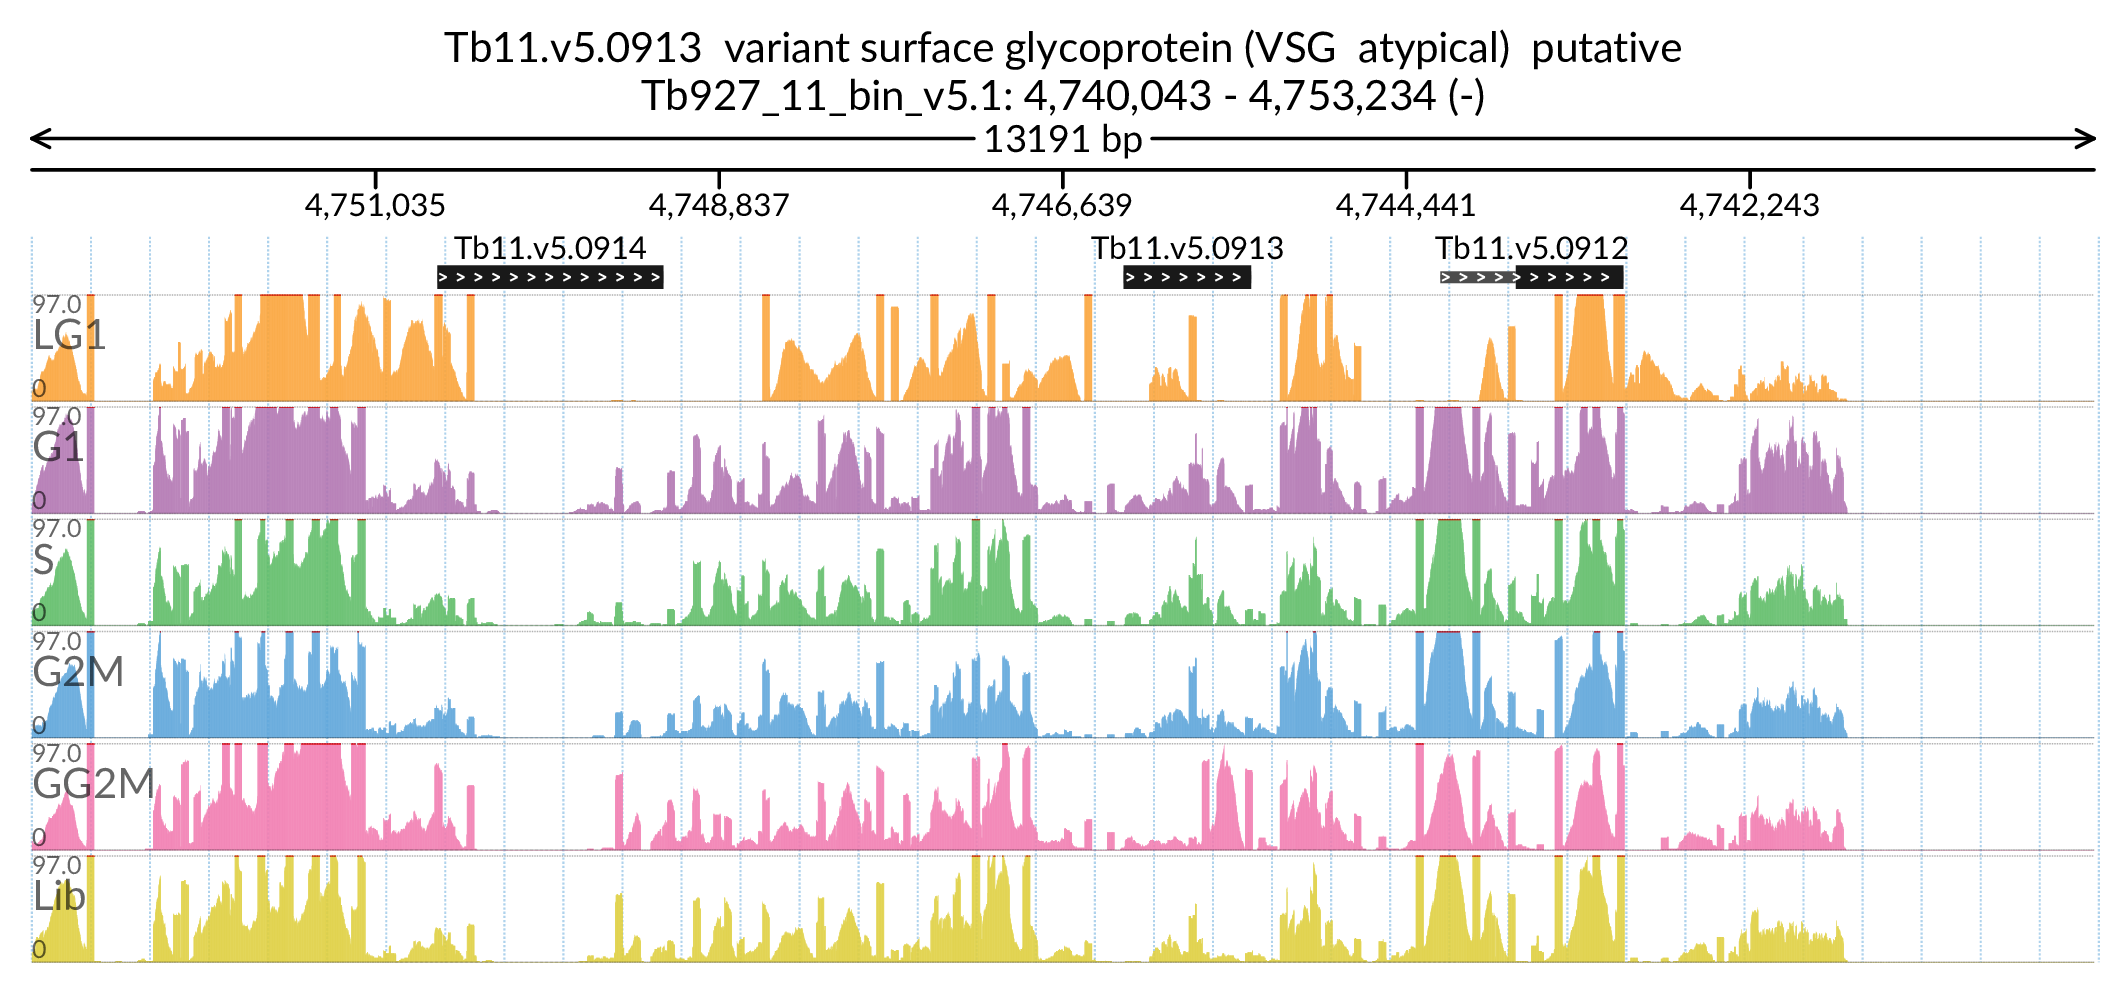 Tb11.v5.0913 variant surface glycoprotein (VSG atypical) putative
Tb927_11_bin_v5.1: 4,740,043 - 4,753,234 (-)
13191 bp
4,751,035 4,748,837 4,746,639 4,744,441 4,742,243
Tb11.v5.0914 Tb11.v5.0913 Tb11.v5.0912
97.0
LG1
0
97.0
G1
0
97.0
S
0
97.0
G2M
0
97.0
GG2M
0
97.0
Lib
0